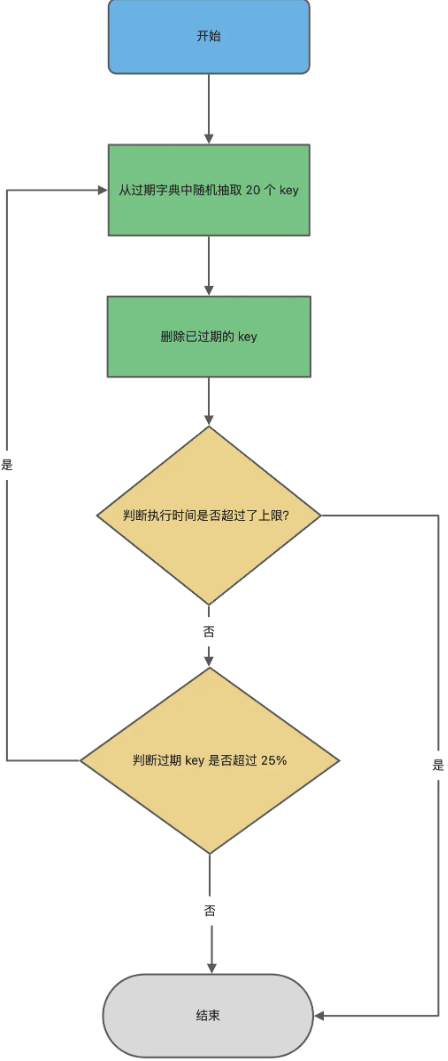 开始
从过期字典中随机抽取 20 个 key
删除已过期的 key
是
判断执行时间是否超过了上限?
否
判断过期 key 是否超过 25%
是
否
结束